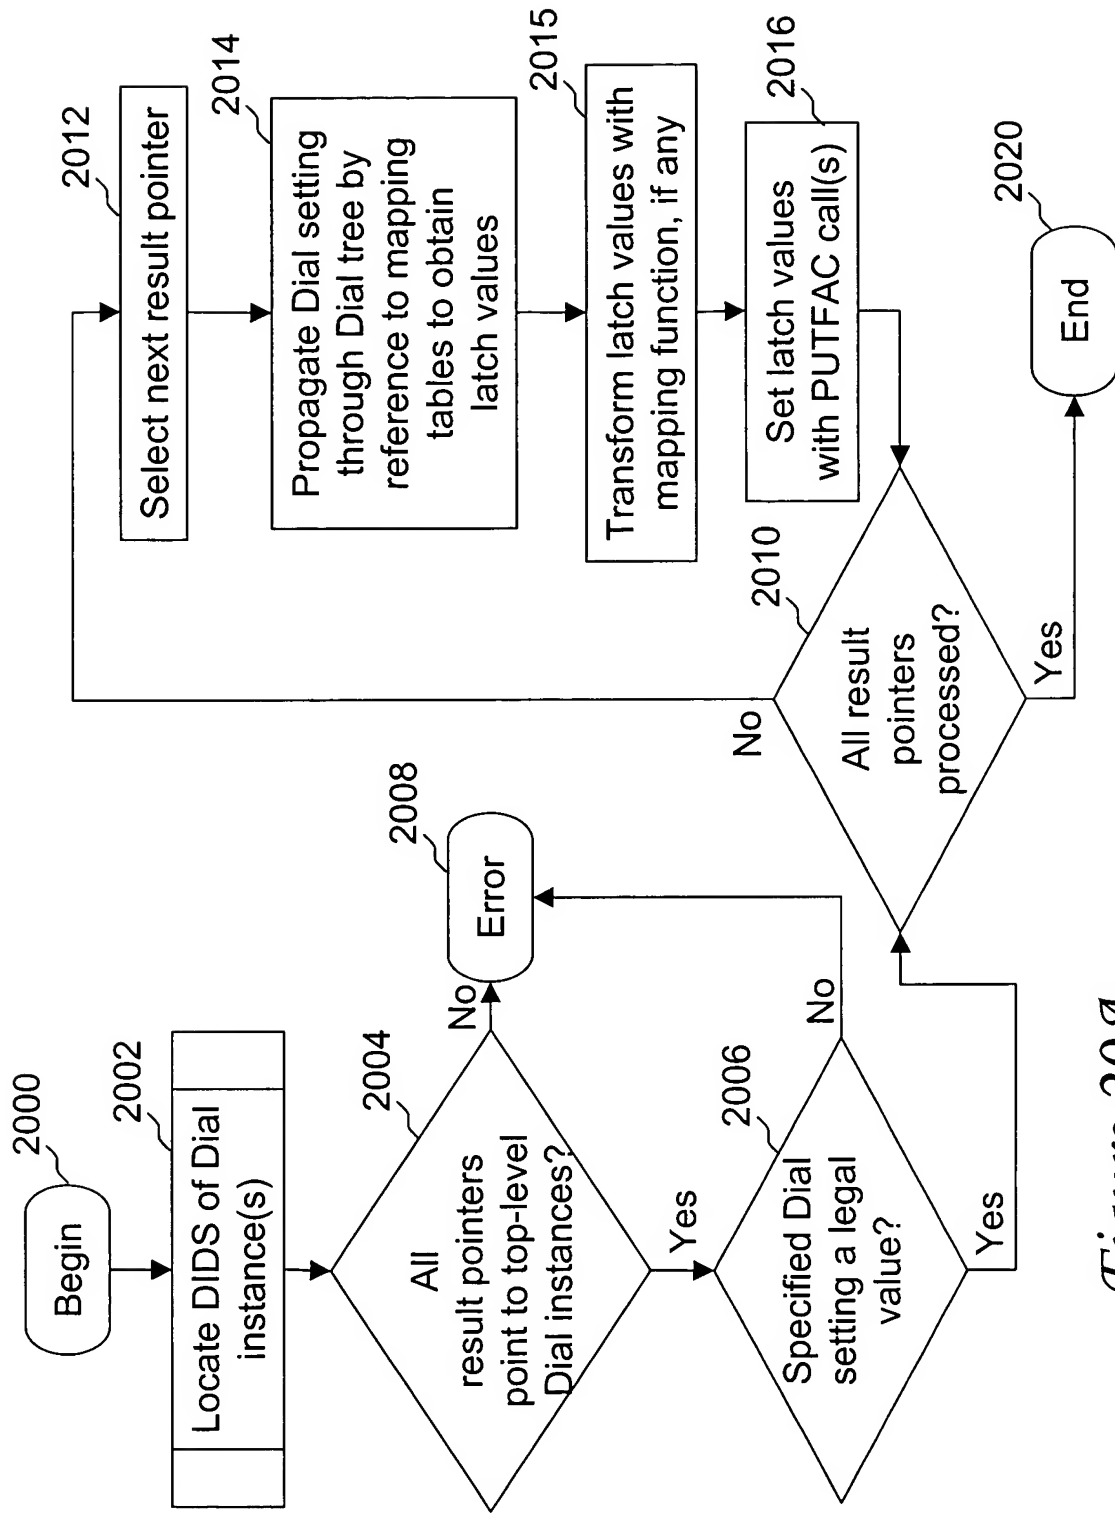 2000
Begin
2002
Locate DIDS of Dial
instance(s)
2004
All
result pointers
point to top-level
Dial instances?
No
2008
Error
Yes
2006
Specified Dial
setting a legal
value?
No
Yes
2010
All result
pointers
processed?
No
Yes
2012
Select next result pointer
2014
Propagate Dial setting
through Dial tree by
reference to mapping
tables to obtain
latch values
2015
Transform latch values with
mapping function, if any
2016
Set latch values
with PUTFAC call(s)
2020
End